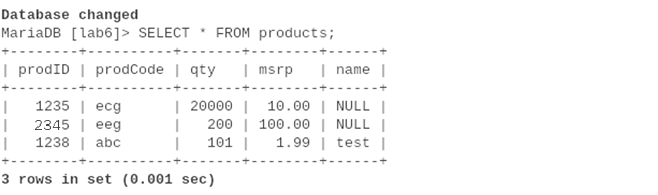 Database changed
MariaDB [lab6]> SELECT * FROM products;
+--------+----------+-------+--------+------+
| prodID | prodCode | qty   | msrp   | name |
+--------+----------+-------+--------+------+
|   1235 | ecg      | 20000 |  10.00 | NULL |
|   2345 | eeg      |   200 | 100.00 | NULL |
|   1238 | abc      |   101 |   1.99 | test |
+--------+----------+-------+--------+------+
3 rows in set (0.001 sec)